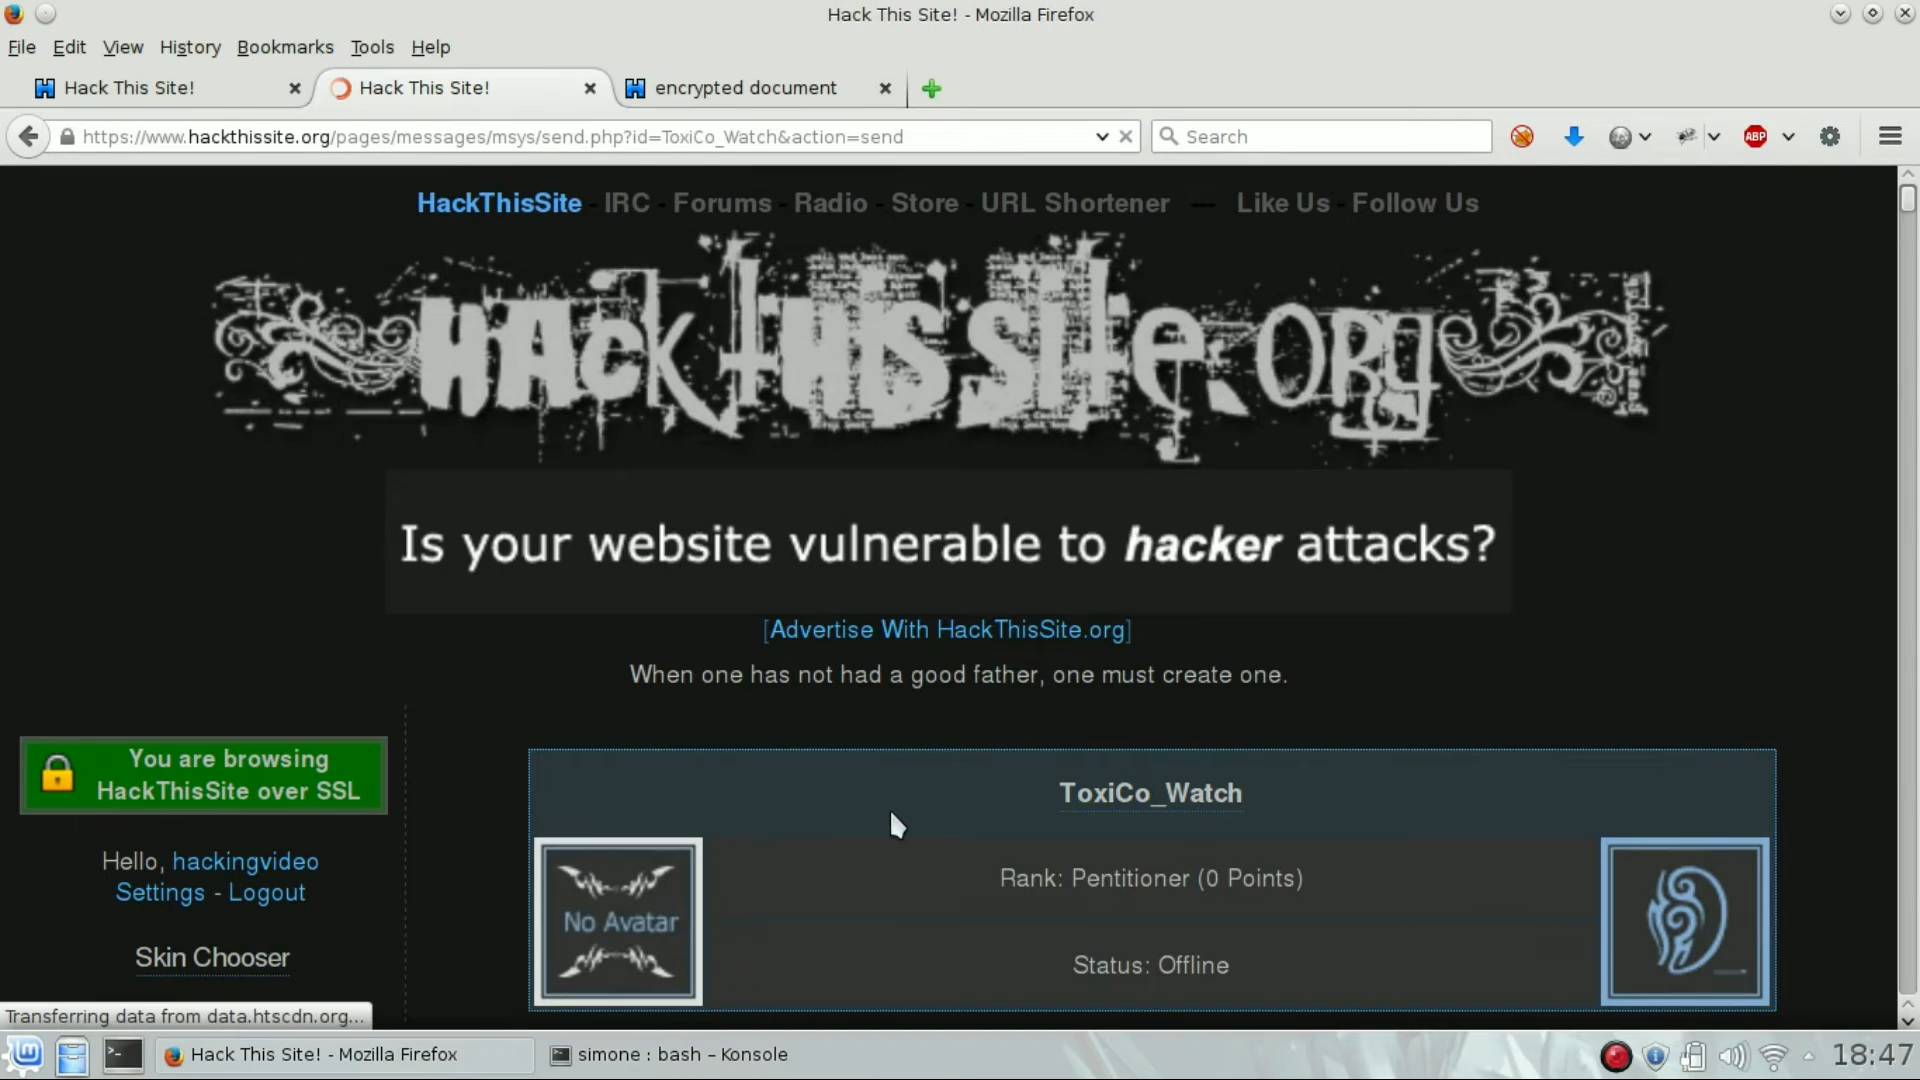 Hack This Site! - Mozilla Firefox
File Edit View History Bookmarks Tools Help
Hack This Site! Hack This Site! encrypted document
https://www.hackthissite.org/pages/messages/msys/send.php?id=ToxiCo_Watch&action=send Search ABP
HackThisSite - IRC - Forums - Radio - Store - URL Shortener — Like Us - Follow Us
HackThisSite.ORG
Is your website vulnerable to hacker attacks?
[Advertise With HackThisSite.org]
When one has not had a good father, one must create one.
You are browsing
HackThisSite over SSL
Hello, hackingvideo
Settings - Logout
Skin Chooser
ToxiCo_Watch
No Avatar
Rank: Pentitioner (0 Points)
Status: Offline
Transferring data from data.htscdn.org...
Hack This Site! - Mozilla Firefox simone : bash – Konsole 18:47